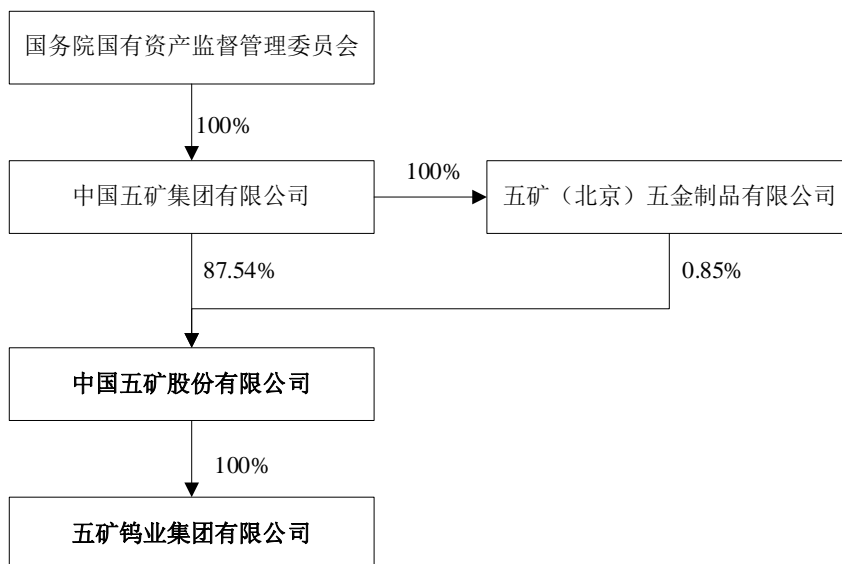 国务院国有资产监督管理委员会
100%
中国五矿集团有限公司
100%
五矿（北京）五金制品有限公司
87.54%
0.85%
中国五矿股份有限公司
100%
五矿钨业集团有限公司